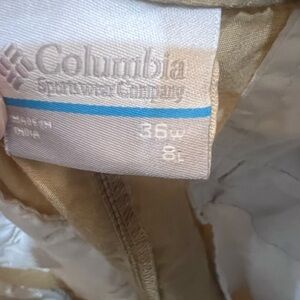 Columbia
Sportswear Company
MADE IN
CHINA
36W
8L